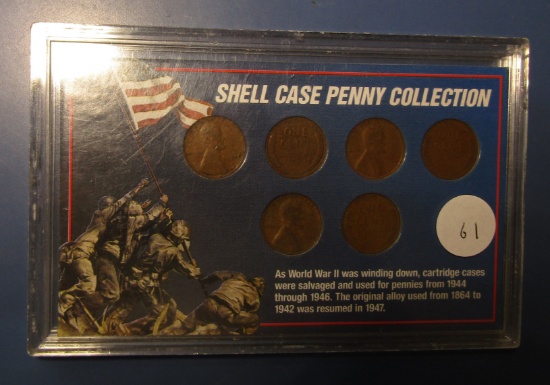 SHELL CASE PENNY COLLECTION
61
As World War II was winding down, cartridge cases
were salvaged and used for pennies from 1944
through 1946. The original alloy used from 1864 to
1942 was resumed in 1947.